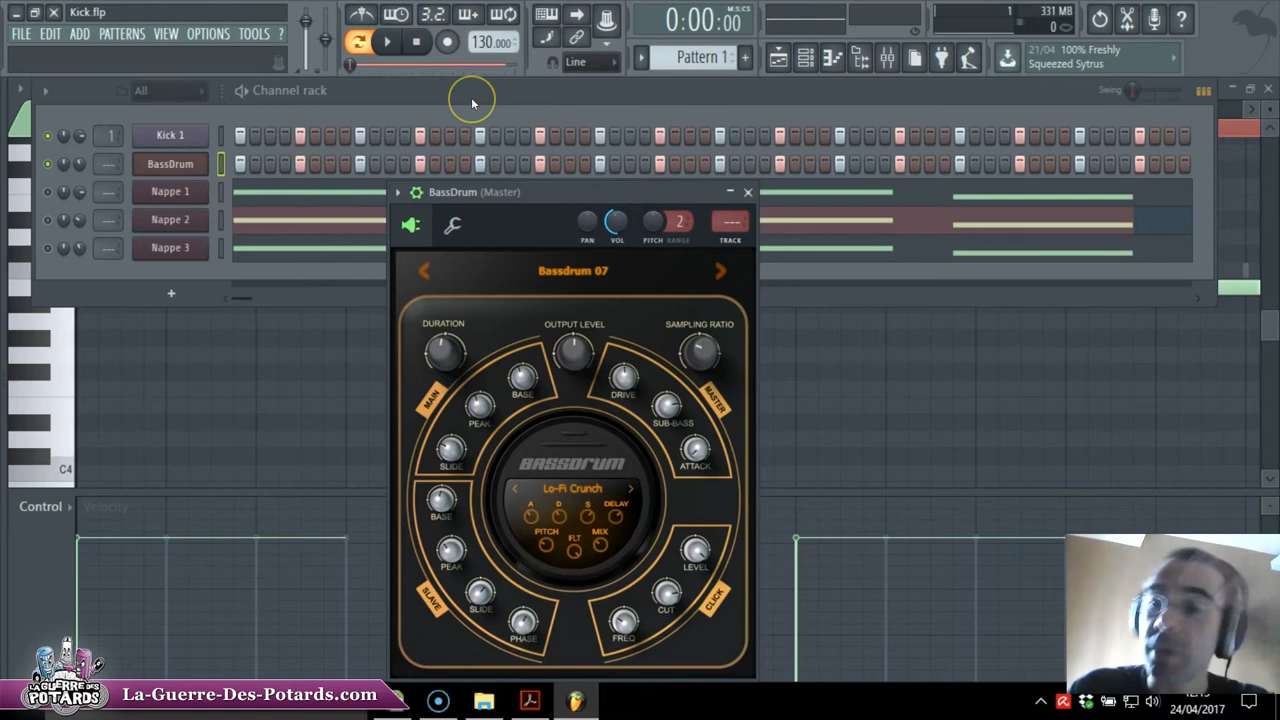 Kick.flp
FILE EDIT ADD PATTERNS VIEW OPTIONS TOOLS ?
3.2.
130.000
Line
0:00:00
M:S:CS
Pattern 1
1
331 MB
0
21/04 100% Freshly
Squeezed Sytrus
All
Channel rack
Swing
1 Kick 1
--- BassDrum
--- Nappe 1
--- Nappe 2
--- Nappe 3
BassDrum (Master)
2
---
PAN VOL PITCH RANGE TRACK
Bassdrum 07
DURATION OUTPUT LEVEL SAMPLING RATIO
MAIN BASE DRIVE MASTER
PEAK SUB-BASS
SLIDE BASSDRUM ATTACK
Lo-Fi Crunch
BASE A D S DELAY
PITCH FLT MIX
PEAK LEVEL
SLAVE SLIDE CUT CLICK
PHASE FREQ
C4
Control
Velocity
LA GUERRE DES
POTARDS
La-Guerre-Des-Potards.com
24/04/2017